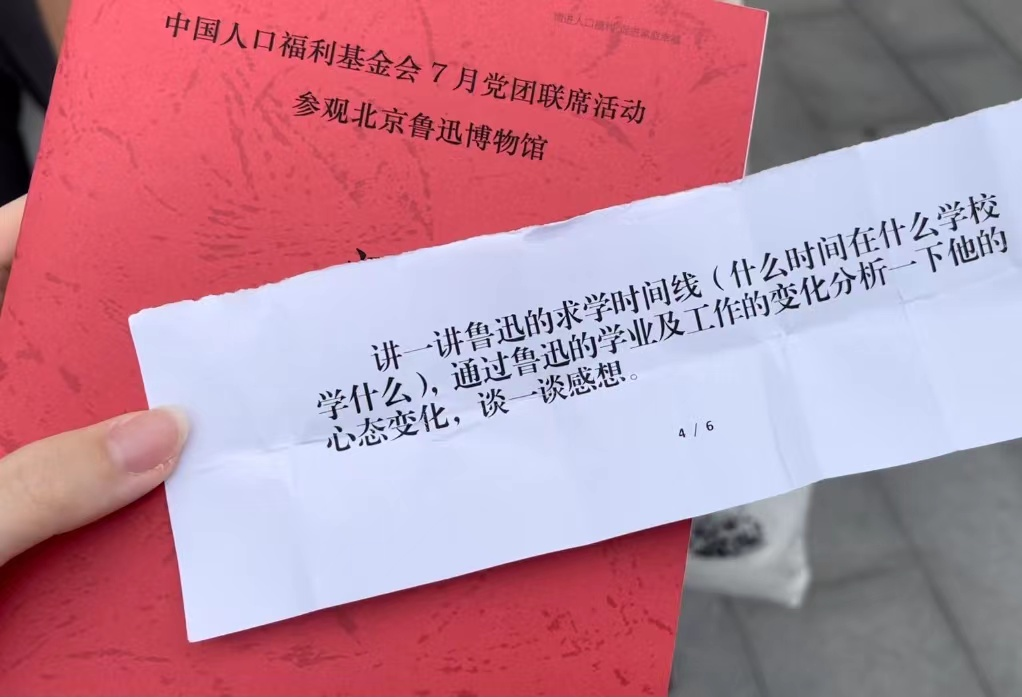 中国人口福利基金会7月党团联席活动
参观北京鲁迅博物馆
讲一讲鲁迅的求学时间线（什么时间在什么学校
学什么），通过鲁迅的学业及工作的变化分析一下他的
心态变化，谈一谈感想。
4 / 6